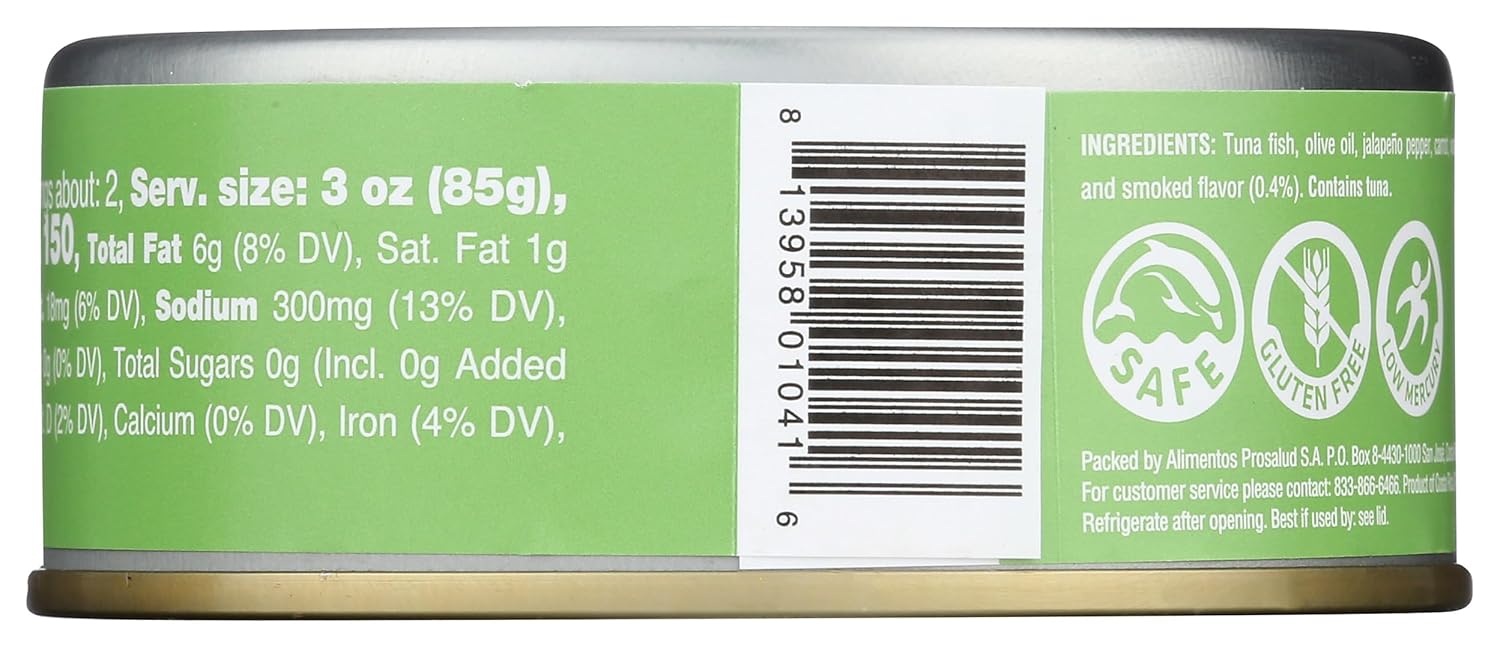 about: 2, Serv. size: 3 oz (85g),
150, Total Fat 6g (8% DV), Sat. Fat 1g
18mg (6% DV), Sodium 300mg (13% DV),
(0% DV), Total Sugars 0g (Incl. 0g Added
D (2% DV), Calcium (0% DV), Iron (4% DV),
8 13958 01041 6
INGREDIENTS: Tuna fish, olive oil, jalapeño pepper,
and smoked flavor (0.4%). Contains tuna.
SAFE
GLUTEN FREE
LOW MERCURY
Packed by Alimentos Prosalud S.A. P.O. Box 8-4430-1000 San José,
For customer service please contact: 833-866-6466. Product of
Refrigerate after opening. Best if used by: see lid.